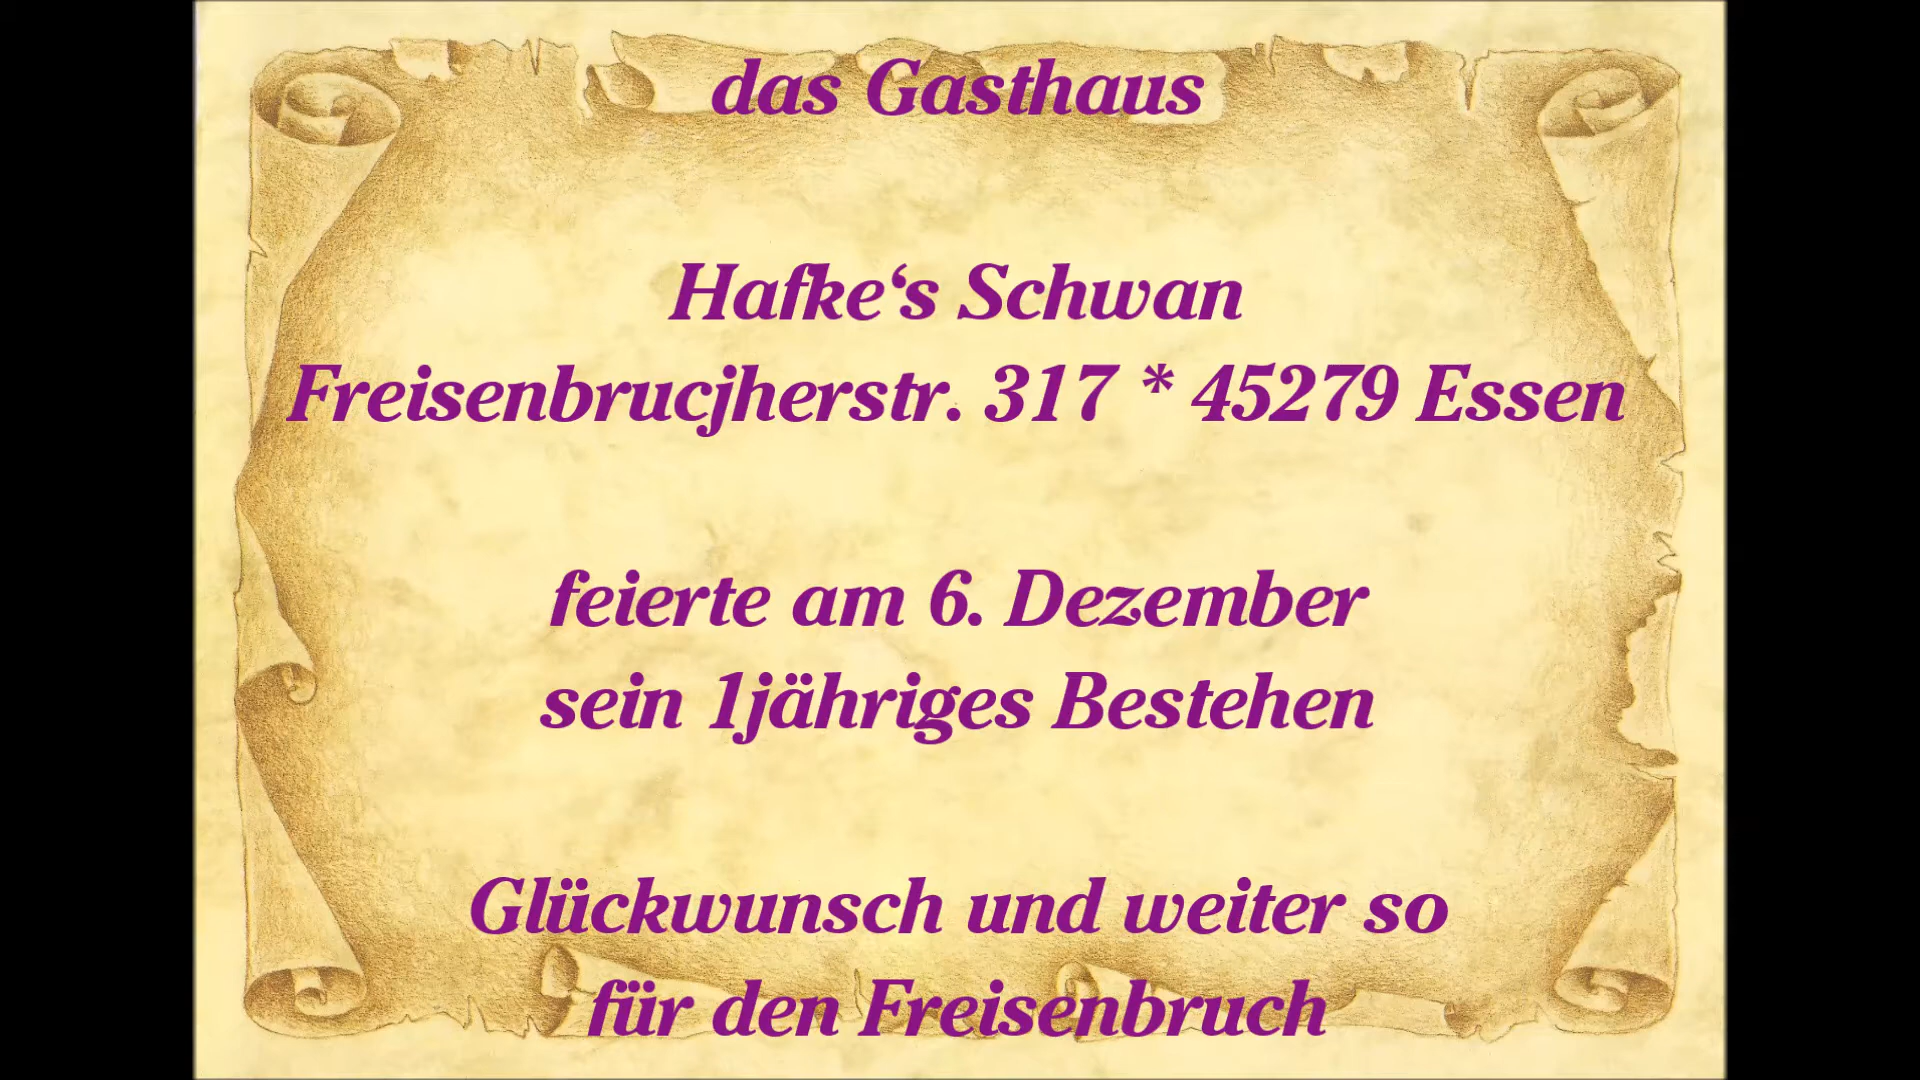 das Gasthaus
Hafke‘s Schwan
Freisenbrucjherstr. 317 * 45279 Essen
feierte am 6. Dezember
sein 1jähriges Bestehen
Glückwunsch und weiter so
für den Freisenbruch